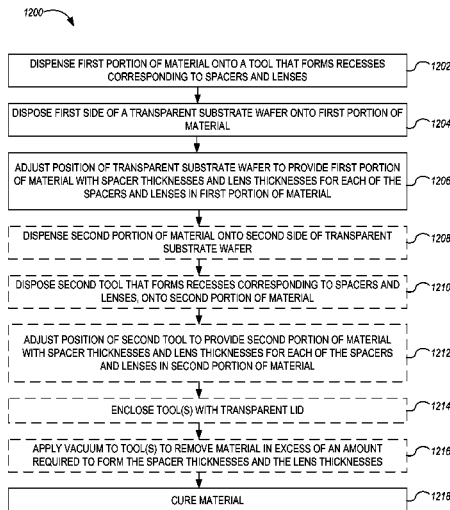 1200
DISPENSE FIRST PORTION OF MATERIAL ONTO A TOOL THAT FORMS RECESSES
CORRESPONDING TO SPACERS AND LENSES
1202
DISPOSE FIRST SIDE OF A TRANSPARENT SUBSTRATE WAFER ONTO FIRST PORTION OF
MATERIAL
1204
ADJUST POSITION OF TRANSPARENT SUBSTRATE WAFER TO PROVIDE FIRST PORTION
OF MATERIAL WITH SPACER THICKNESSES AND LENS THICKNESSES FOR EACH OF THE
SPACERS AND LENSES IN FIRST PORTION OF MATERIAL
1206
DISPENSE SECOND PORTION OF MATERIAL ONTO SECOND SIDE OF TRANSPARENT
SUBSTRATE WAFER
1208
DISPOSE SECOND TOOL THAT FORMS RECESSES CORRESPONDING TO SPACERS AND
LENSES, ONTO SECOND PORTION OF MATERIAL
1210
ADJUST POSITION OF SECOND TOOL TO PROVIDE SECOND PORTION OF MATERIAL
WITH SPACER THICKNESSES AND LENS THICKNESSES FOR EACH OF THE SPACERS
AND LENSES IN SECOND PORTION OF MATERIAL
1212
ENCLOSE TOOL(S) WITH TRANSPARENT LID
1214
APPLY VACUUM TO TOOL(S) TO REMOVE MATERIAL IN EXCESS OF AN AMOUNT
REQUIRED TO FORM THE SPACER THICKNESSES AND THE LENS THICKNESSES
1216
CURE MATERIAL
1218